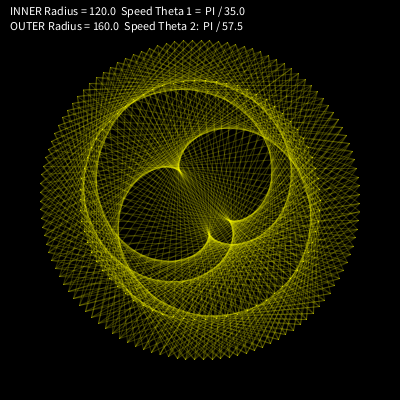 INNER Radius = 120.0  Speed Theta 1 =  PI / 35.0
OUTER Radius = 160.0  Speed Theta 2:  PI / 57.5